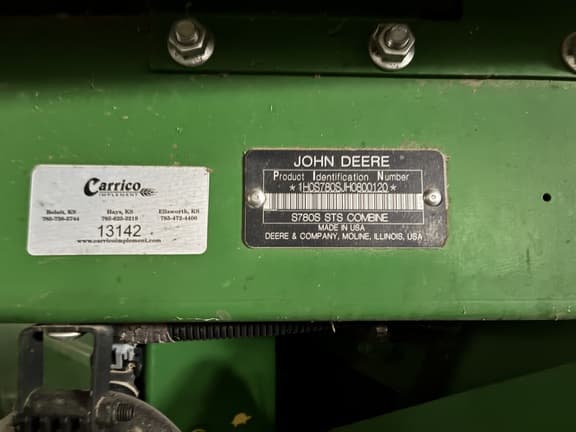 Carrico
IMPLEMENT
Beloit, KS
785-738-5744
Hays, KS
785-625-2219
Ellsworth, KS
785-472-4400
13142
www.carricoimplement.com
JOHN DEERE
Product Identification Number
*1H0S780SJH0800120*
S780S STS COMBINE
MADE IN USA
DEERE & COMPANY, MOLINE, ILLINOIS, USA